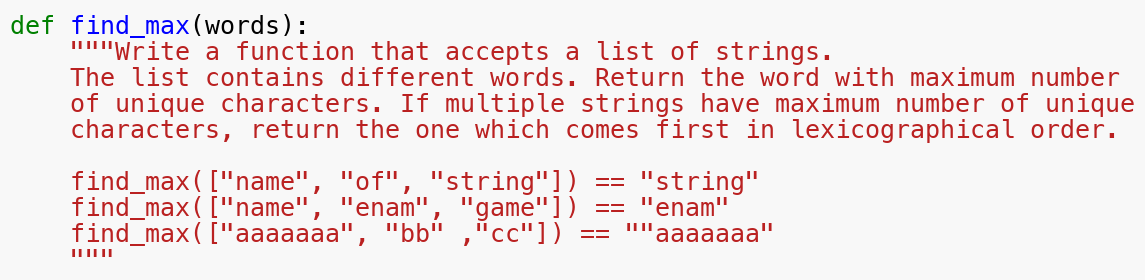 def find_max(words):
    """Write a function that accepts a list of strings.
    The list contains different words. Return the word with maximum number
    of unique characters. If multiple strings have maximum number of unique
    characters, return the one which comes first in lexicographical order.

    find_max(["name", "of", "string"]) == "string"
    find_max(["name", "enam", "game"]) == "enam"
    find_max(["aaaaaaa", "bb" ,"cc"]) == ""aaaaaaa"
    """